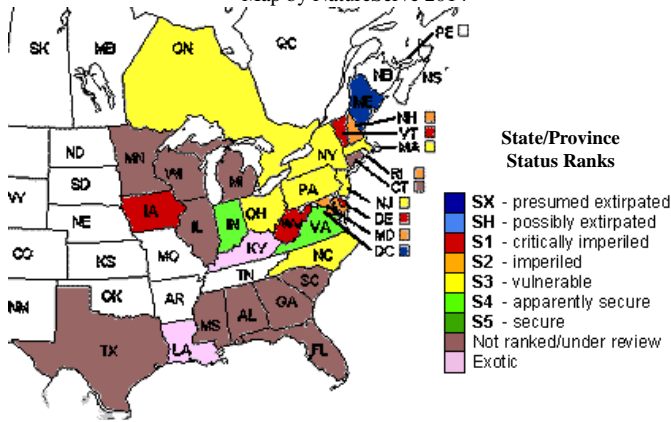 PE
SK
MB
ON
QC
NB
NS
ME
NH
VT
MA
RI
CT
NJ
DE
MD
DC
ND
MN
WI
MI
NY
SD
PA
IA
NE
IL
IN
OH
WV
VA
CO
KS
MO
KY
NC
TN
NM
OK
AR
SC
MS
AL
GA
TX
LA
FL
State/Province
Status Ranks
SX - presumed extirpated
SH - possibly extirpated
S1 - critically imperiled
S2 - imperiled
S3 - vulnerable
S4 - apparently secure
S5 - secure
Not ranked/under review
Exotic